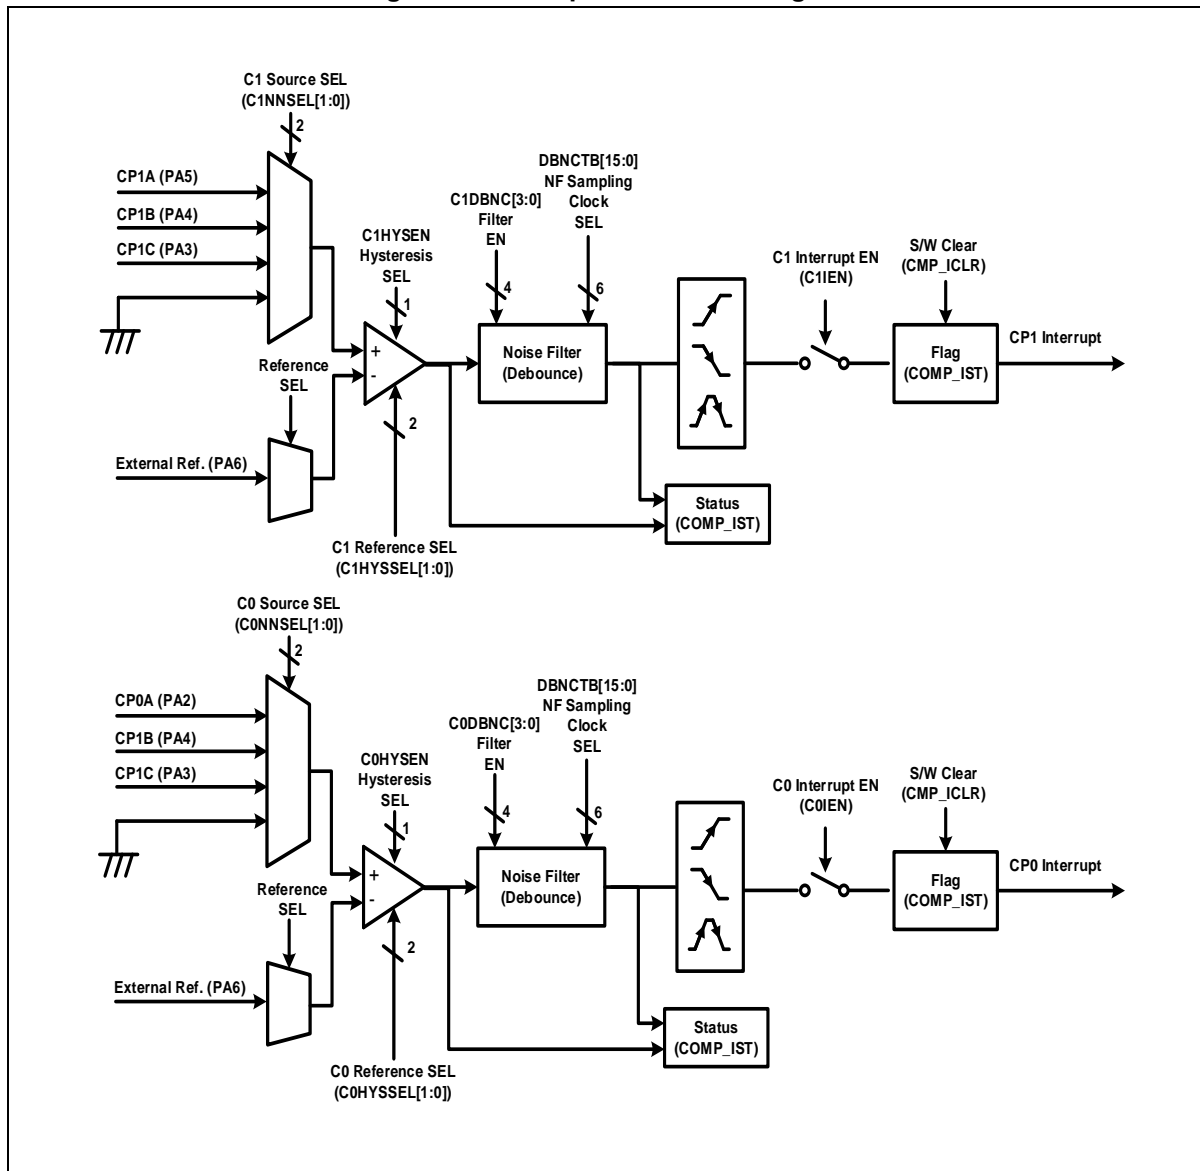 C1 Source SEL
(C1NNSEL[1:0])
2
CP1A (PA5)
CP1B (PA4)
CP1C (PA3)
C1HYSEN
Hysteresis
SEL
1
C1DBNC[3:0]
Filter
EN
4
DBNCTB[15:0]
NF Sampling
Clock
SEL
6
C1 Interrupt EN
(C1IEN)
S/W Clear
(CMP_ICLR)
+
-
Noise Filter
(Debounce)
Flag
(COMP_IST)
CP1 Interrupt
Reference
SEL
2
External Ref. (PA6)
Status
(COMP_IST)
C1 Reference SEL
(C1HYSSEL[1:0])
C0 Source SEL
(C0NNSEL[1:0])
2
CP0A (PA2)
CP1B (PA4)
CP1C (PA3)
C0HYSEN
Hysteresis
SEL
1
C0DBNC[3:0]
Filter
EN
4
DBNCTB[15:0]
NF Sampling
Clock
SEL
6
C0 Interrupt EN
(C0IEN)
S/W Clear
(CMP_ICLR)
+
-
Noise Filter
(Debounce)
Flag
(COMP_IST)
CP0 Interrupt
Reference
SEL
2
External Ref. (PA6)
Status
(COMP_IST)
C0 Reference SEL
(C0HYSSEL[1:0])